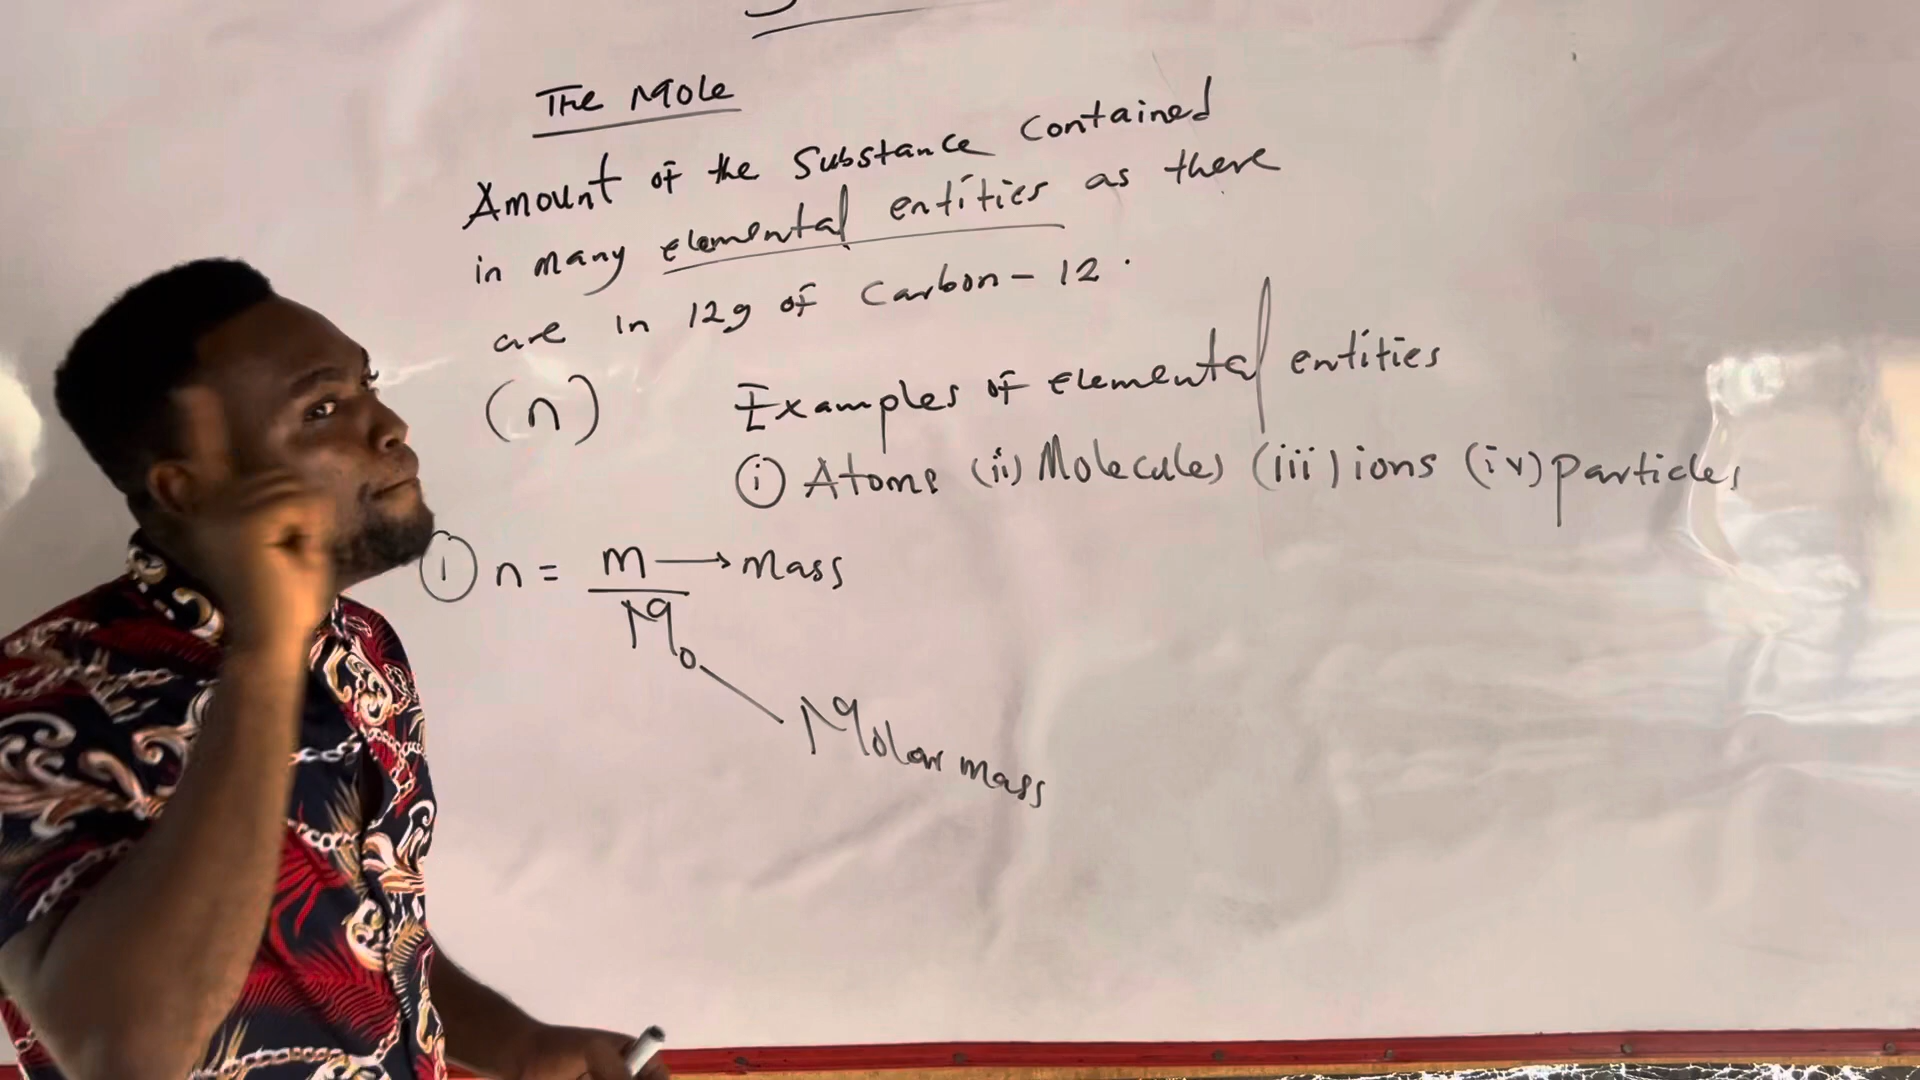 The Mole
Amount of the Substance Contained
in many elemental entities as there
are in 12g of Carbon-12.
(n)
Examples of elemental entities
(i) Atoms (ii) Molecules (iii) ions (iv) particles
(1) n = m → mass
M₀
Molar mass